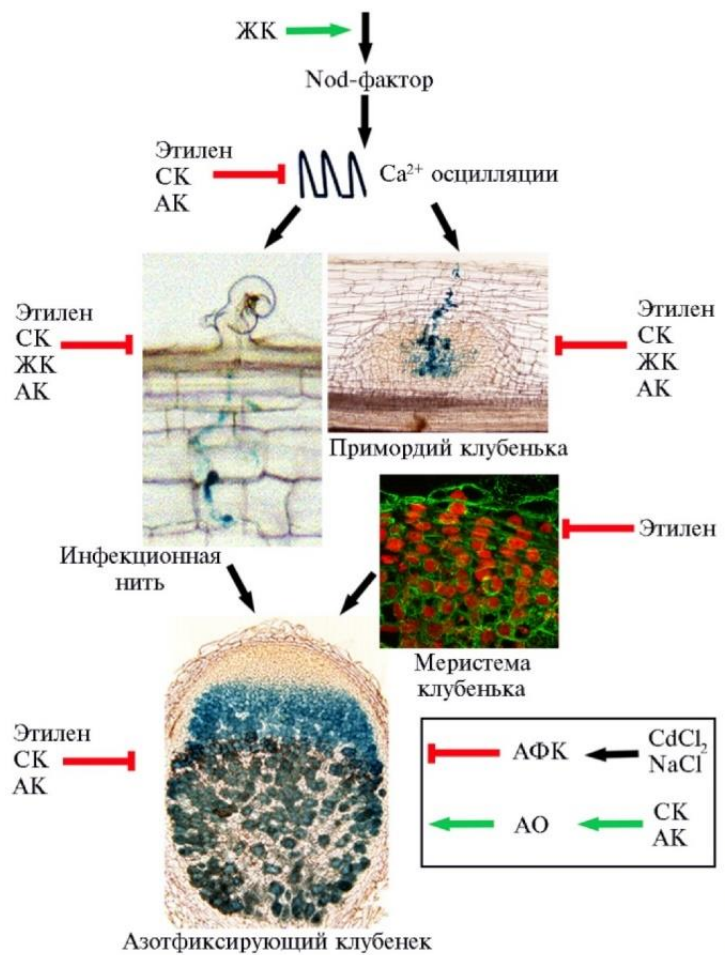 ЖК
Nod-фактор
Этилен
СК
АК
Ca²⁺ осцилляции
Этилен
СК
ЖК
АК
Этилен
СК
ЖК
АК
Примордий клубенька
Этилен
Инфекционная
нить
Меристема
клубенька
Этилен
СК
АК
АФК
CdCl₂
NaCl
АО
СК
АК
Азотфиксирующий клубенек